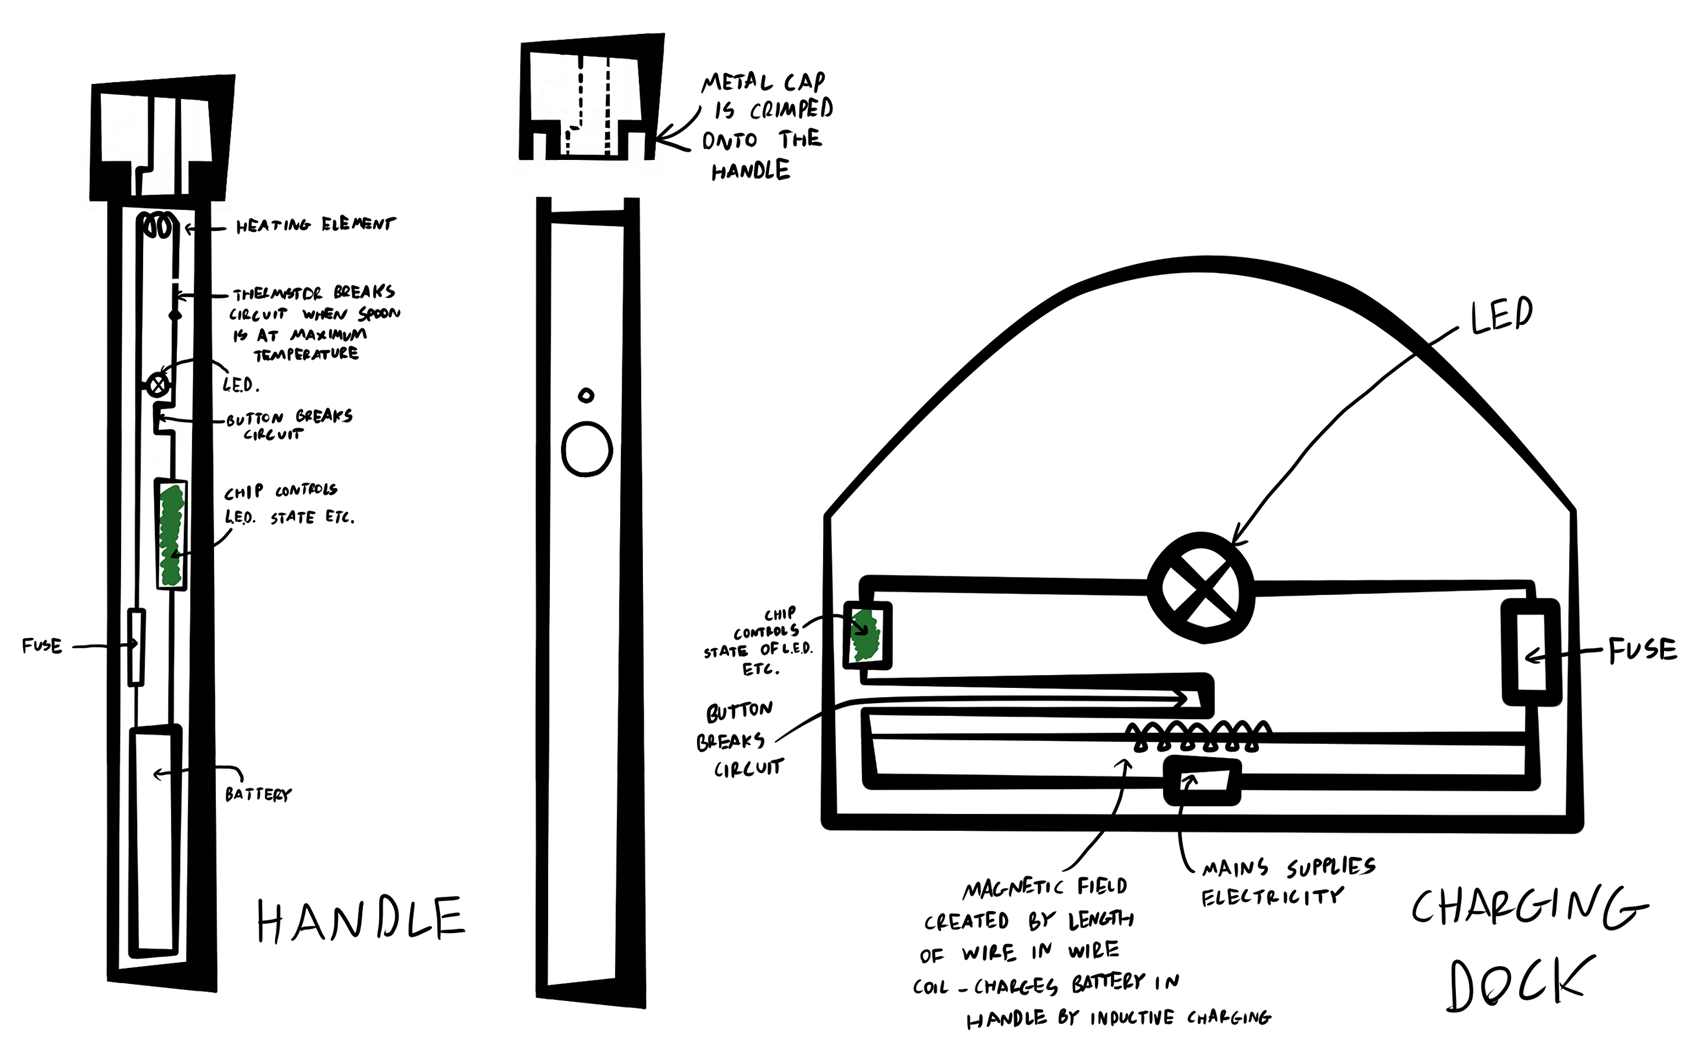 METAL CAP
IS CRIMPED
ONTO THE
HANDLE
HEATING ELEMENT
THERMSTOR BREAKS
CIRCUIT WHEN SPOON
IS AT MAXIMUM
TEMPERATURE
L.E.D.
BUTTON BREAKS
CIRCUIT
CHIP CONTROLS
L.E.D. STATE ETC.
FUSE
BATTERY
HANDLE
LED
CHIP
CONTROLS
STATE OF L.E.D.
ETC.
FUSE
BUTTON
BREAKS
CIRCUIT
MAGNETIC FIELD
CREATED BY LENGTH
OF WIRE IN WIRE
COIL - CHARGES BATTERY IN
HANDLE BY INDUCTIVE CHARGING
MAINS SUPPLIES
ELECTRICITY
CHARGING
DOCK